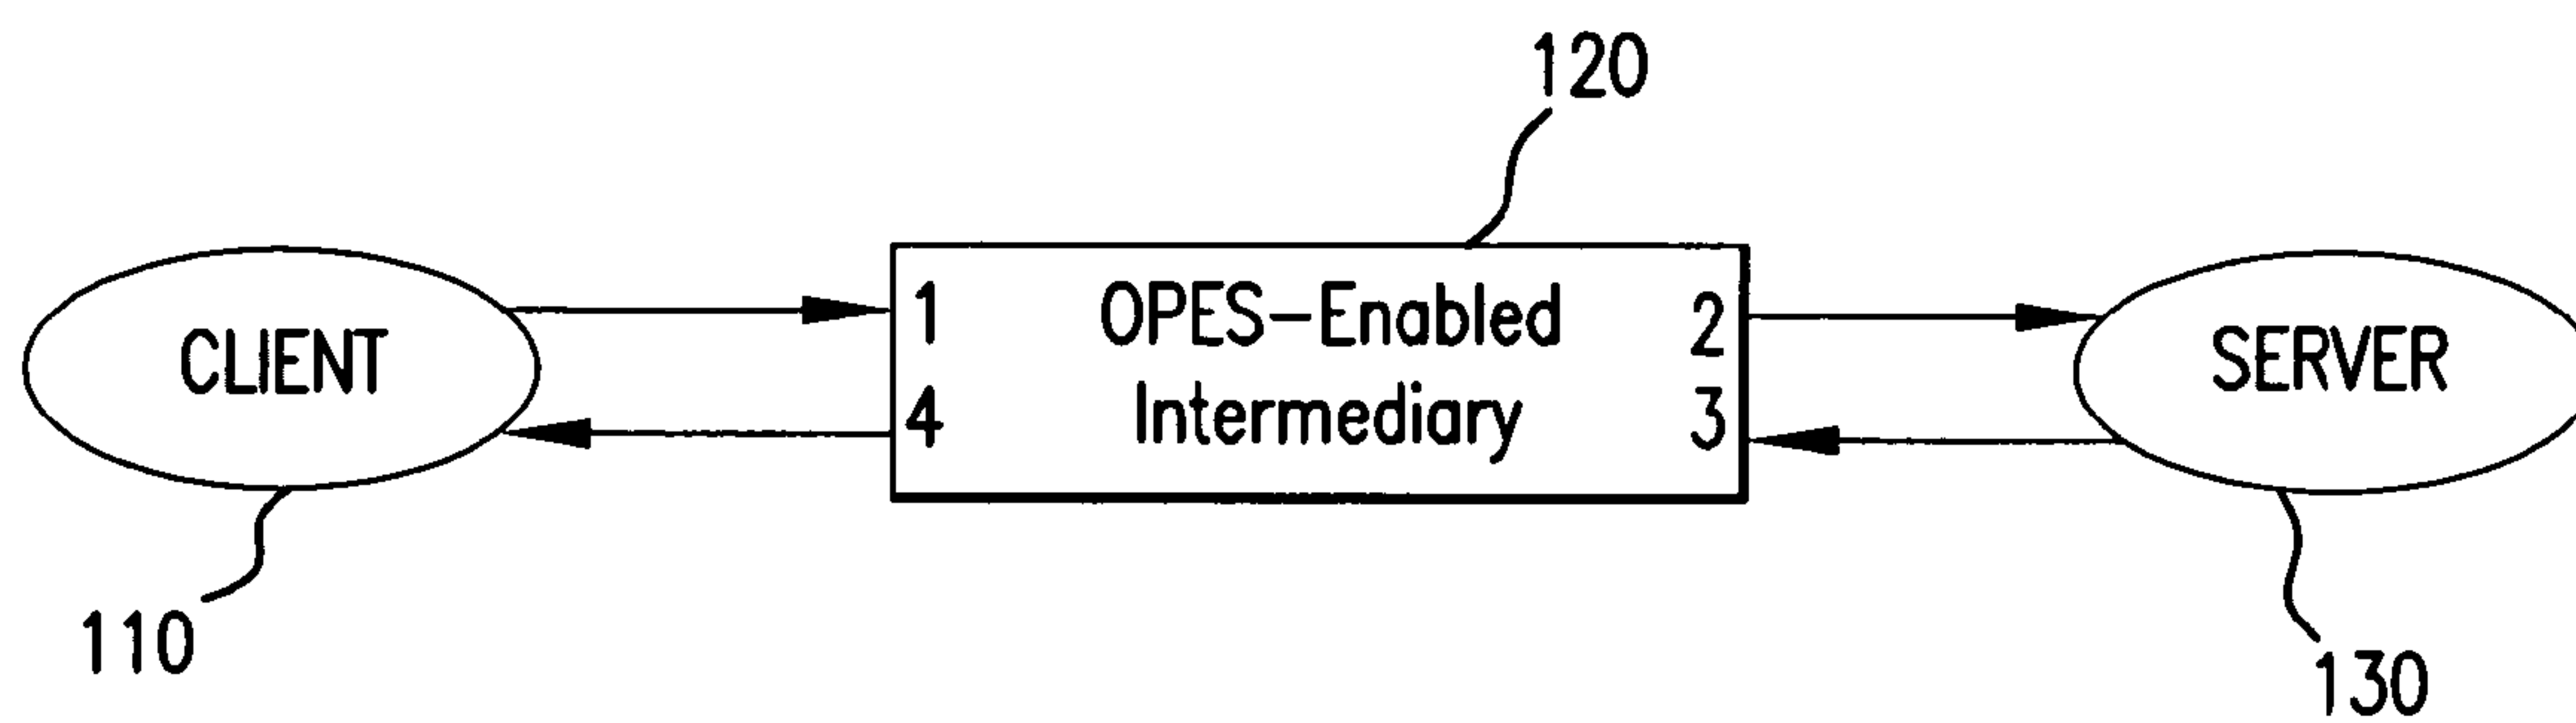 120
CLIENT
1 OPES-Enabled 2
4 Intermediary 3
SERVER
110
130